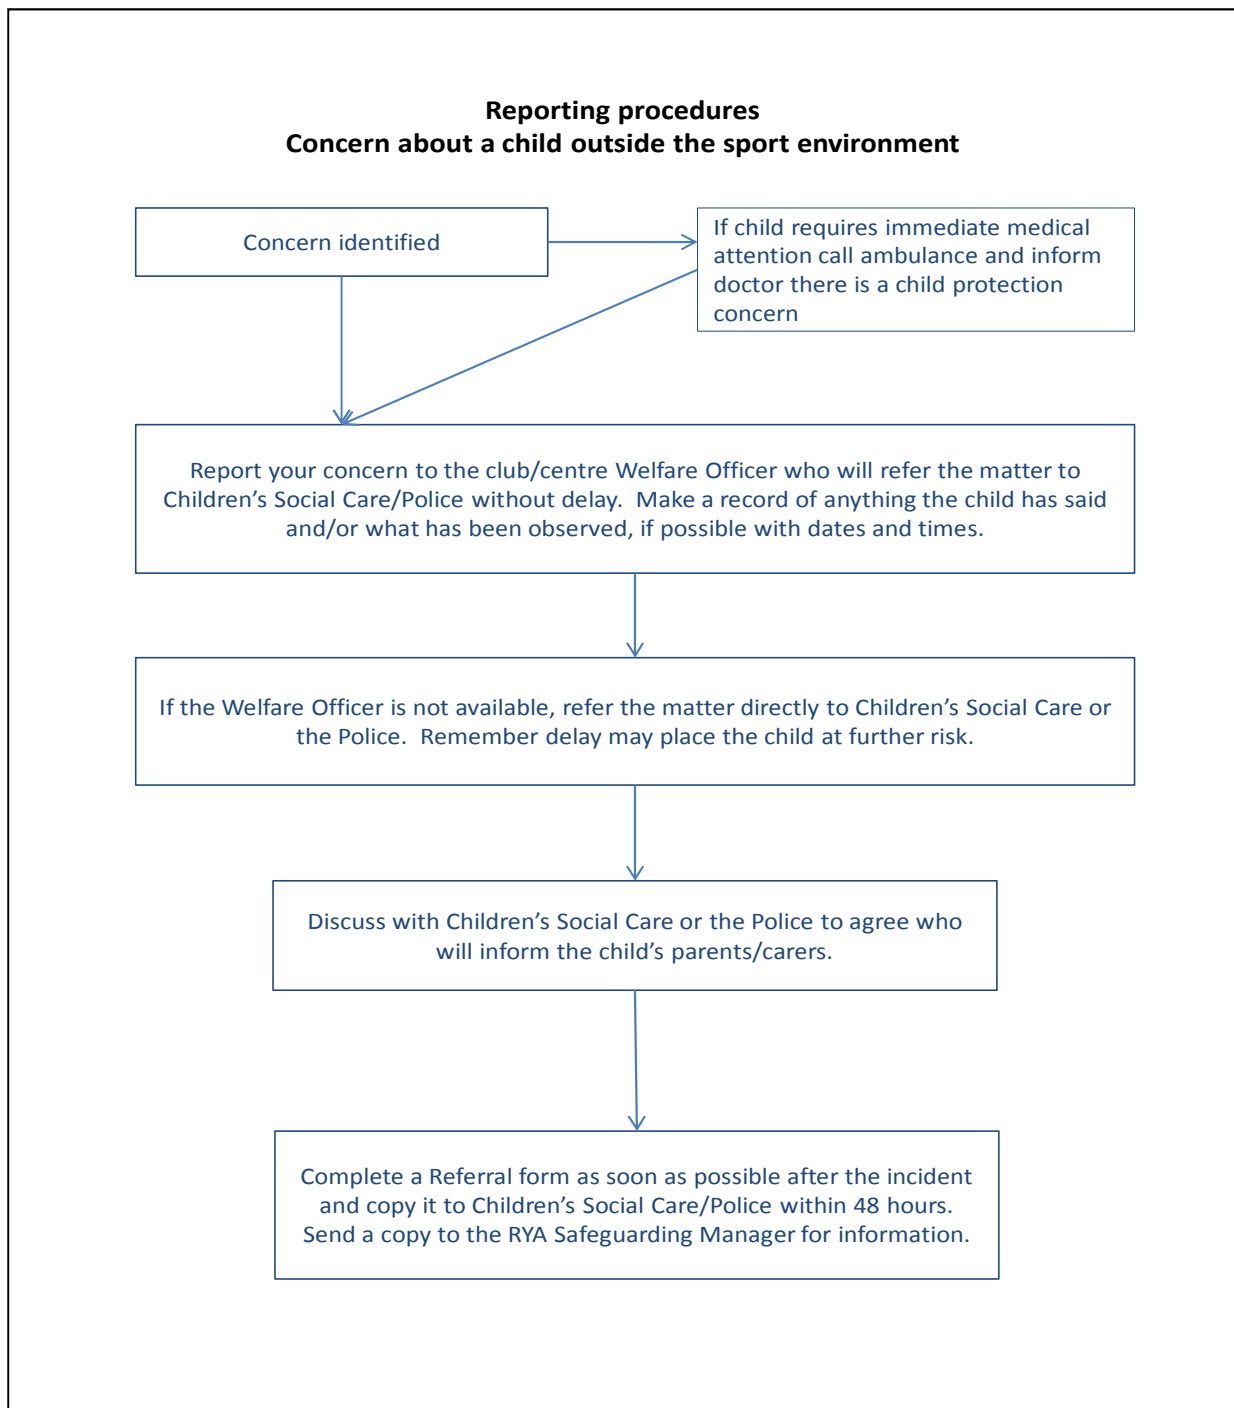 Reporting procedures
Concern about a child outside the sport environment
Concern identified
If child requires immediate medical
attention call ambulance and inform
doctor there is a child protection
concern
Report your concern to the club/centre Welfare Officer who will refer the matter to
Children’s Social Care/Police without delay.  Make a record of anything the child has said
and/or what has been observed, if possible with dates and times.
If the Welfare Officer is not available, refer the matter directly to Children’s Social Care or
the Police.  Remember delay may place the child at further risk.
Discuss with Children’s Social Care or the Police to agree who
will inform the child’s parents/carers.
Complete a Referral form as soon as possible after the incident
and copy it to Children’s Social Care/Police within 48 hours.
Send a copy to the RYA Safeguarding Manager for information.